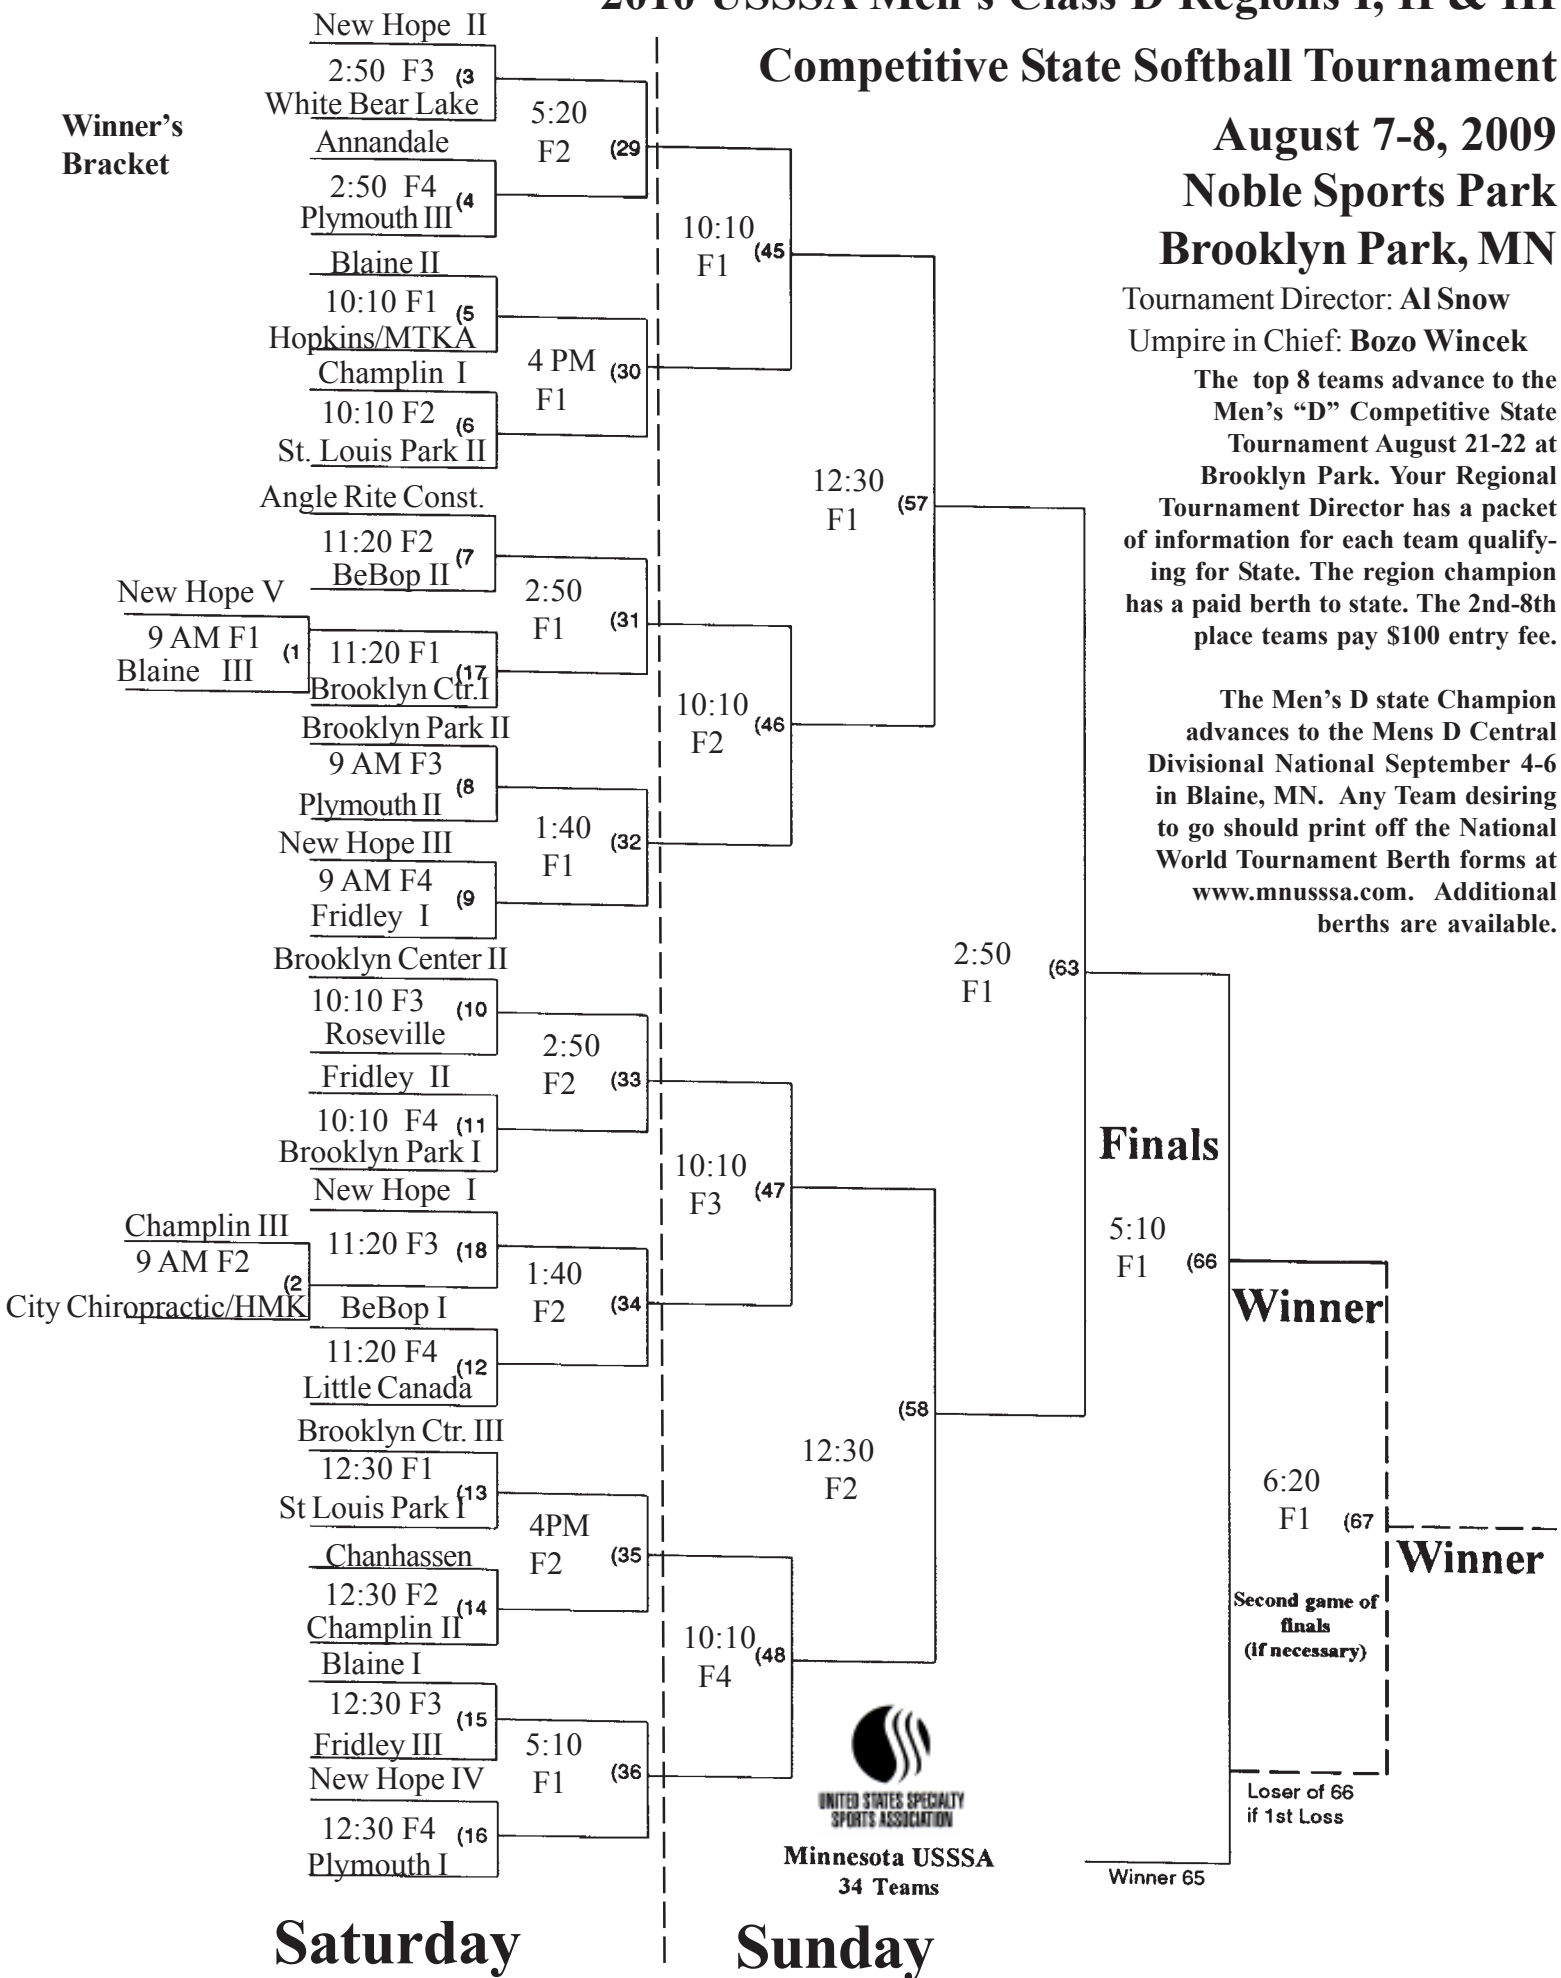 2010 USSSA Men's Class D Regions I, II & III
Competitive State Softball Tournament
August 7-8, 2009
Noble Sports Park
Brooklyn Park, MN
Tournament Director: Al Snow
Umpire in Chief: Bozo Wincek
The top 8 teams advance to the
Men's “D” Competitive State
Tournament August 21-22 at
Brooklyn Park. Your Regional
Tournament Director has a packet
of information for each team qualify-
ing for State. The region champion
has a paid berth to state. The 2nd-8th
place teams pay $100 entry fee.
The Men's D state Champion
advances to the Mens D Central
Divisional National September 4-6
in Blaine, MN. Any Team desiring
to go should print off the National
World Tournament Berth forms at
www.mnusssa.com. Additional
berths are available.
Winner's
Bracket
New Hope II
2:50 F3 (3
White Bear Lake
Annandale
2:50 F4 (4
Plymouth III
Blaine II
10:10 F1 (5
Hopkins/MTKA
Champlin I
10:10 F2 (6
St. Louis Park II
Angle Rite Const.
11:20 F2 (7
BeBop II
New Hope V
9 AM F1 (1
Blaine III
11:20 F1 (17
Brooklyn Ctr.I
Brooklyn Park II
9 AM F3 (8
Plymouth II
New Hope III
9 AM F4 (9
Fridley I
Brooklyn Center II
10:10 F3 (10
Roseville
Fridley II
10:10 F4 (11
Brooklyn Park I
New Hope I
11:20 F3 (18
Champlin III
9 AM F2
(2
City Chiropractic/HMK
BeBop I
11:20 F4 (12
Little Canada
Brooklyn Ctr. III
12:30 F1 (13
St Louis Park I
Chanhassen
12:30 F2 (14
Champlin II
Blaine I
12:30 F3 (15
Fridley III
New Hope IV
12:30 F4 (16
Plymouth I
5:20
F2 (29
4 PM (30
F1
2:50 (31
F1
1:40 (32
F1
2:50
F2 (33
1:40
F2 (34
4PM
F2 (35
5:10
F1 (36
10:10 (45
F1
10:10 (46
F2
10:10 (47
F3
10:10 (48
F4
12:30 (57
F1
(58
12:30
F2
2:50 (63
F1
Finals
5:10
F1 (66
Winner
6:20
F1 (67
Winner
Second game of
finals
(if necessary)
Loser of 66
if 1st Loss
Winner 65
UNITED STATES SPECIALTY
SPORTS ASSOCIATION
Minnesota USSSA
34 Teams
Saturday
Sunday